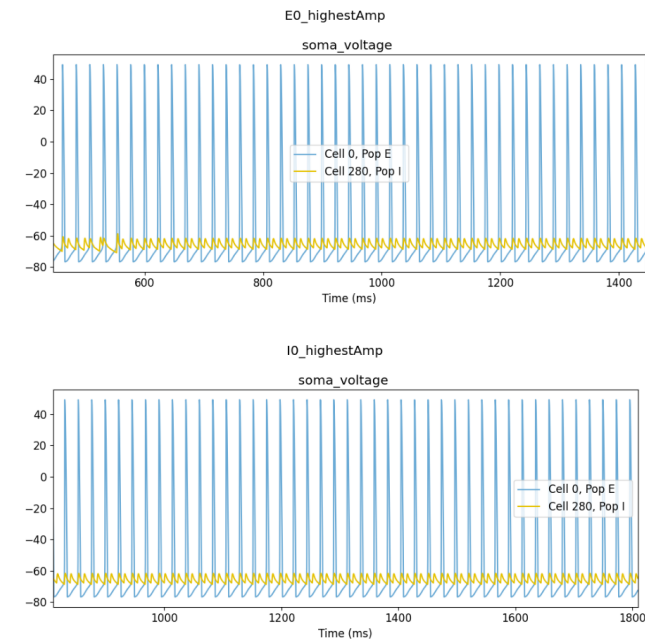 E0_highestAmp
soma_voltage
40
20
0
−20
−40
−60
−80
Cell 0, Pop E
Cell 280, Pop I
600
800
1000
1200
1400
Time (ms)
I0_highestAmp
soma_voltage
40
20
0
−20
−40
−60
−80
Cell 0, Pop E
Cell 280, Pop I
1000
1200
1400
1600
1800
Time (ms)